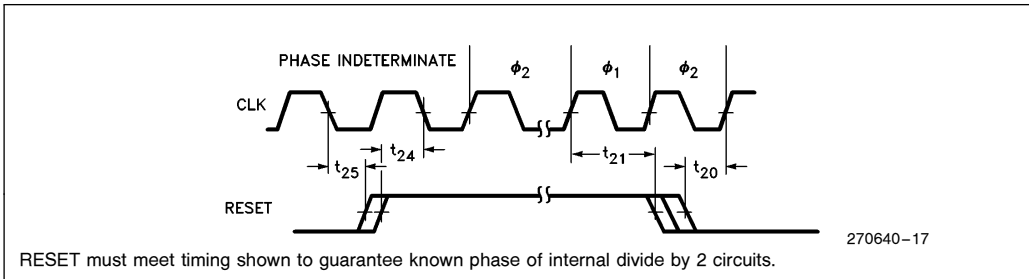 PHASE INDETERMINATE
ϕ2 ϕ1 ϕ2
CLK
t25 t24 t21 t20
RESET
270640–17
RESET must meet timing shown to guarantee known phase of internal divide by 2 circuits.